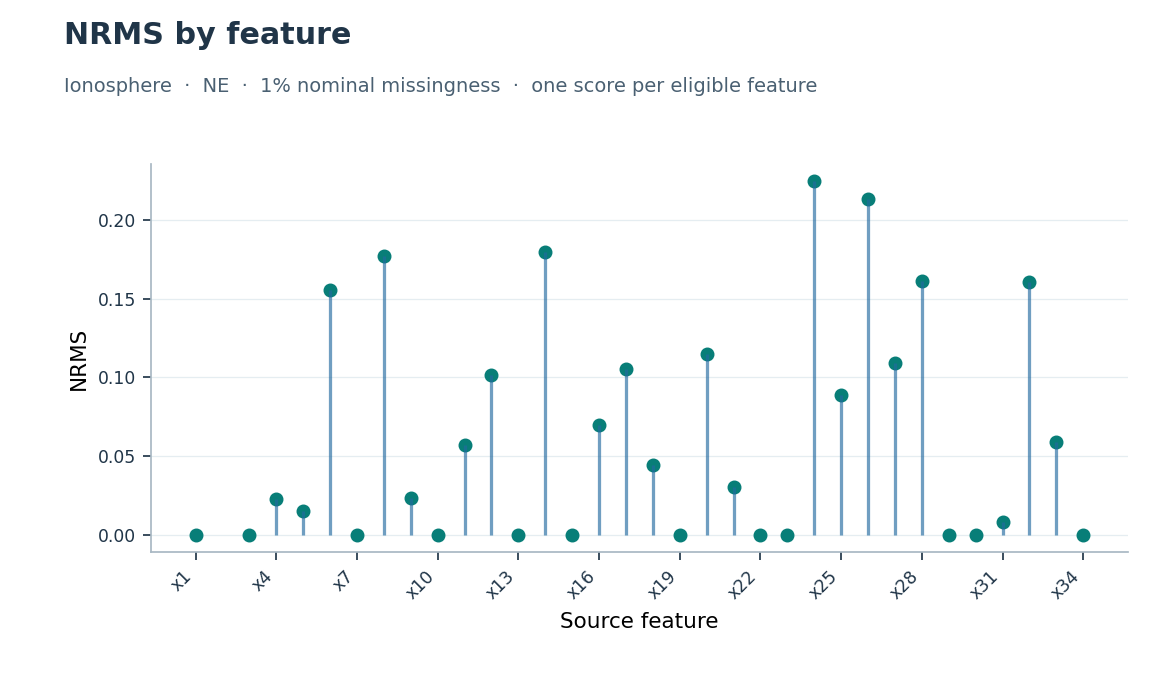 NRMS by feature
Ionosphere · NE · 1% nominal missingness · one score per eligible feature
NRMS
0.20
0.15
0.10
0.05
0.00
x1 x4 x7 x10 x13 x16 x19 x22 x25 x28 x31 x34
Source feature